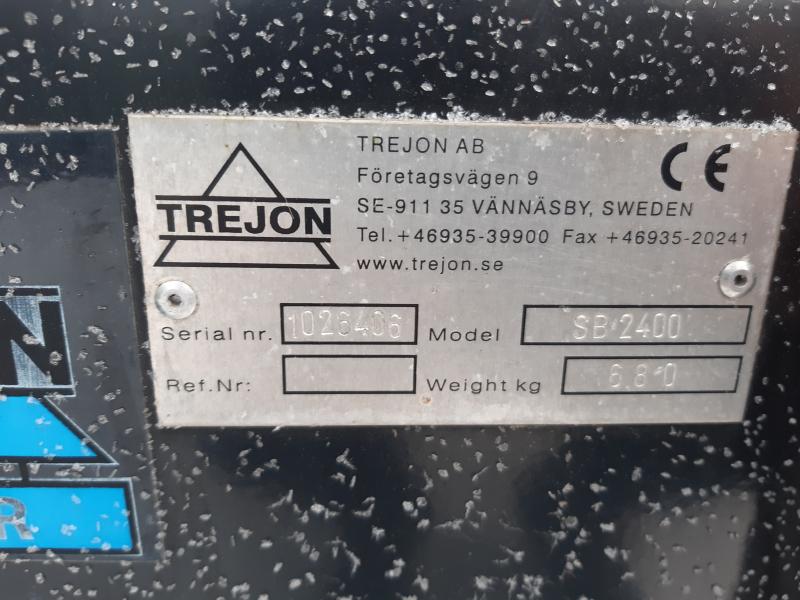 TREJON
TREJON AB
Företagsvägen 9
SE-911 35 VÄNNÄSBY, SWEDEN
Tel. +46935-39900 Fax +46935-20241
www.trejon.se
CE
Serial nr. 1026406 Model SB 2400
Ref.Nr: Weight kg 680
N
R